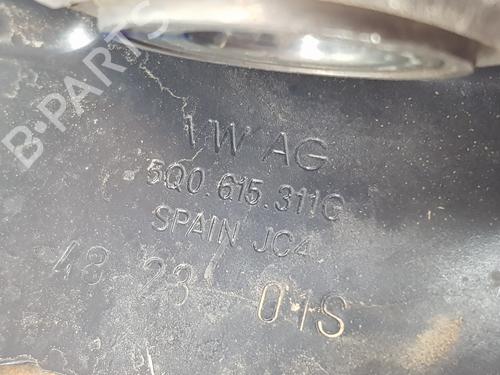 B-PARTS
VW AG
5Q0.615.311G
SPAIN JC4
48 23 01S